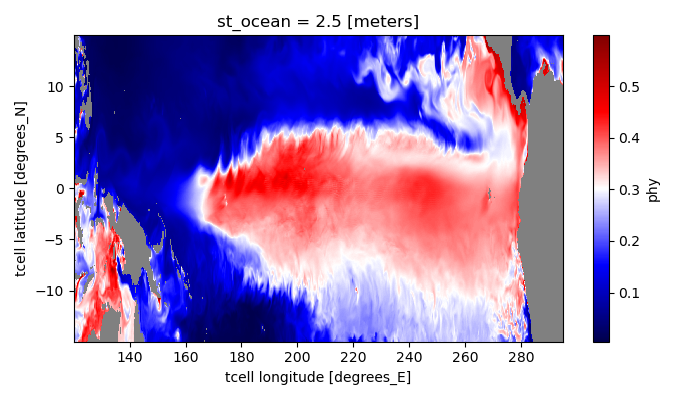 st_ocean = 2.5 [meters]
10
5
0
−5
−10
tcell latitude [degrees_N]
140 160 180 200 220 240 260 280
tcell longitude [degrees_E]
0.5
0.4
0.3
0.2
0.1
phy